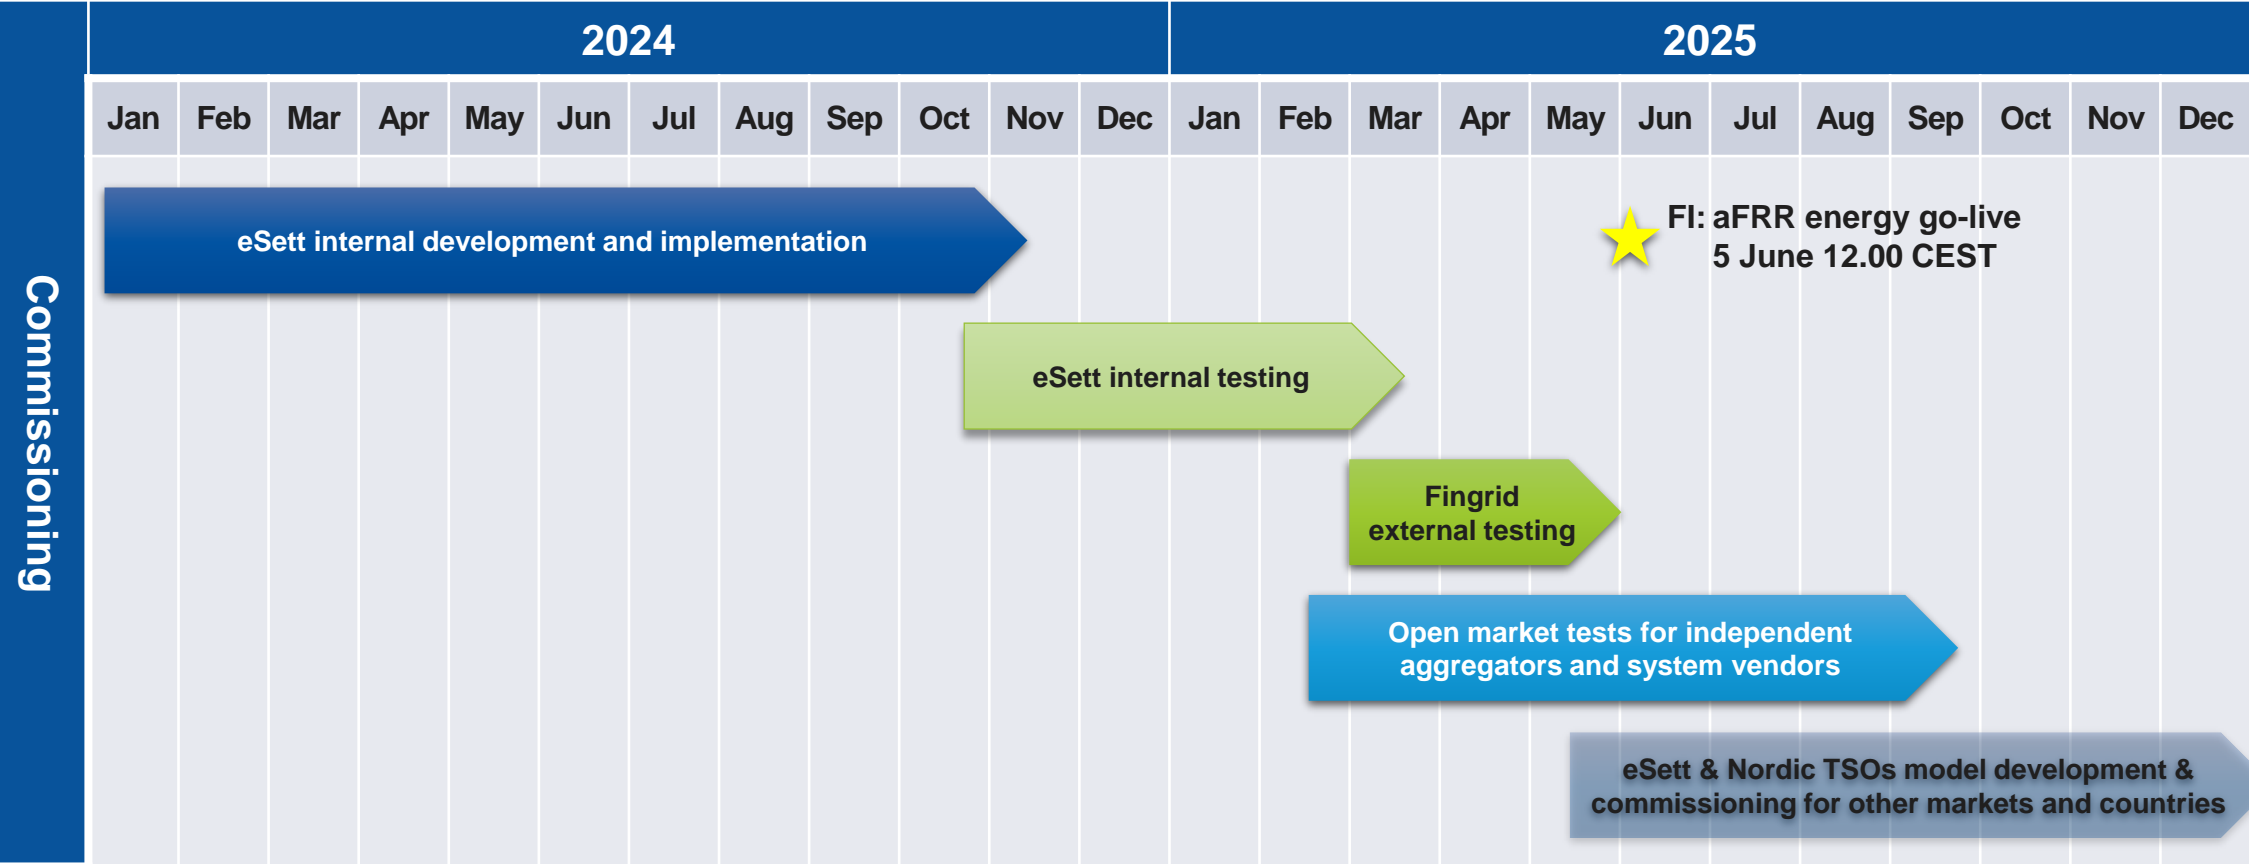 2024
2025
Jan Feb Mar Apr May Jun Jul Aug Sep Oct Nov Dec Jan Feb Mar Apr May Jun Jul Aug Sep Oct Nov Dec
Commissioning
eSett internal development and implementation
FI: aFRR energy go-live
5 June 12.00 CEST
eSett internal testing
Fingrid
external testing
Open market tests for independent
aggregators and system vendors
eSett & Nordic TSOs model development &
commissioning for other markets and countries